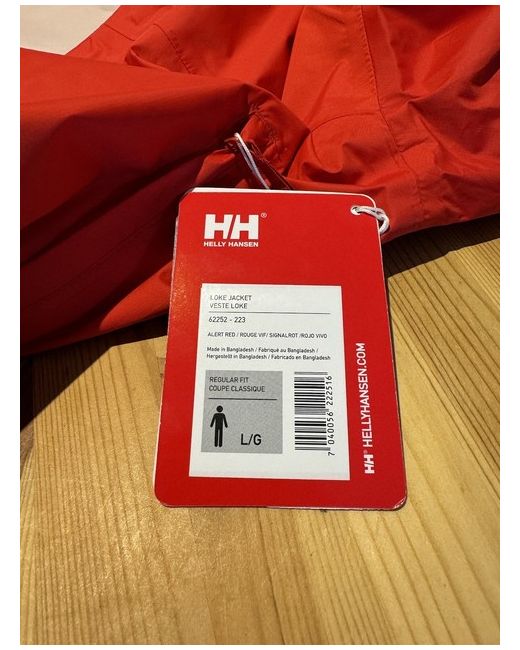 HH®
HELLY HANSEN
LOKE JACKET
VESTE LOKE
62252 - 223
ALERT RED / ROUGE VIF/ SIGNALROT /ROJO VIVO
Made in Bangladesh / Fabriqué au Bangladesh /
Hergestellt in Bangladesh / Fabricado en Bangladesh
REGULAR FIT
COUPE CLASSIQUE
L/G
7 040056 222516
HH® HELLYHANSEN.COM